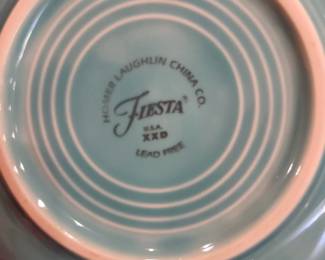 HOMER LAUGHLIN CHINA CO.
FIESTA®
U.S.A.
XXD
LEAD FREE